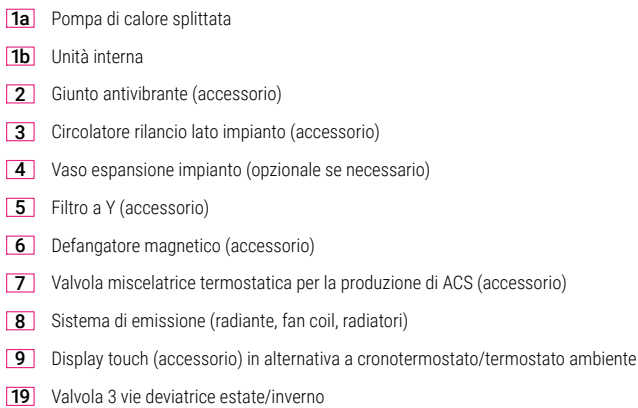 1a Pompa di calore splittata
1b Unità interna
2 Giunto antivibrante (accessorio)
3 Circolatore rilancio lato impianto (accessorio)
4 Vaso espansione impianto (opzionale se necessario)
5 Filtro a Y (accessorio)
6 Defangatore magnetico (accessorio)
7 Valvola miscelatrice termostatica per la produzione di ACS (accessorio)
8 Sistema di emissione (radiante, fan coil, radiatori)
9 Display touch (accessorio) in alternativa a cronotermostato/termostato ambiente
19 Valvola 3 vie deviatrice estate/inverno